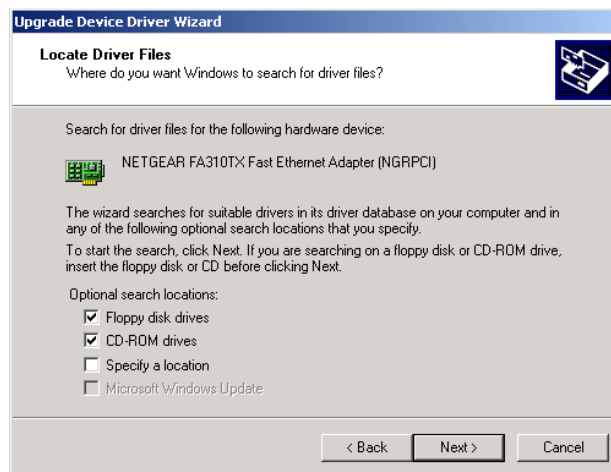 Upgrade Device Driver Wizard
Locate Driver Files
Where do you want Windows to search for driver files?
Search for driver files for the following hardware device:
NETGEAR FA310TX Fast Ethernet Adapter (NGRPCI)
The wizard searches for suitable drivers in its driver database on your computer and in
any of the following optional search locations that you specify.
To start the search, click Next. If you are searching on a floppy disk or CD-ROM drive,
insert the floppy disk or CD before clicking Next.
Optional search locations:
Floppy disk drives
CD-ROM drives
Specify a location
Microsoft Windows Update
< Back Next > Cancel